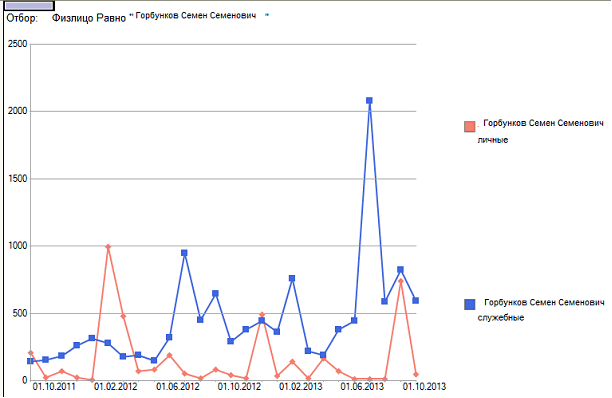 Отбор: Физлицо Равно " Горбунков Семен Семенович "
2500
2000
1500
1000
500
0
01.10.2011 01.02.2012 01.06.2012 01.10.2012 01.02.2013 01.06.2013 01.10.2013
Горбунков Семен Семенович
личные
Горбунков Семен Семенович
служебные